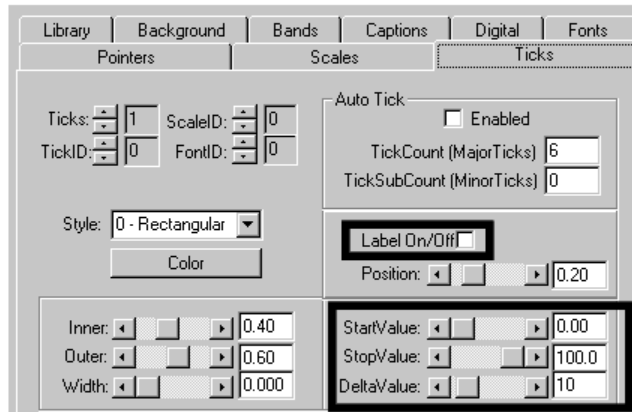 Library Background Bands Captions Digital Fonts
Pointers Scales Ticks
Ticks: 1 ScaleID: 0
TickID: 0 FontID: 0
Auto Tick
Enabled
TickCount (MajorTicks) 6
TickSubCount (MinorTicks) 0
Style: 0 - Rectangular
Color
Label On/Off
Position: 0.20
Inner: 0.40
Outer: 0.60
Width: 0.000
StartValue: 0.00
StopValue: 100.0
DeltaValue: 10